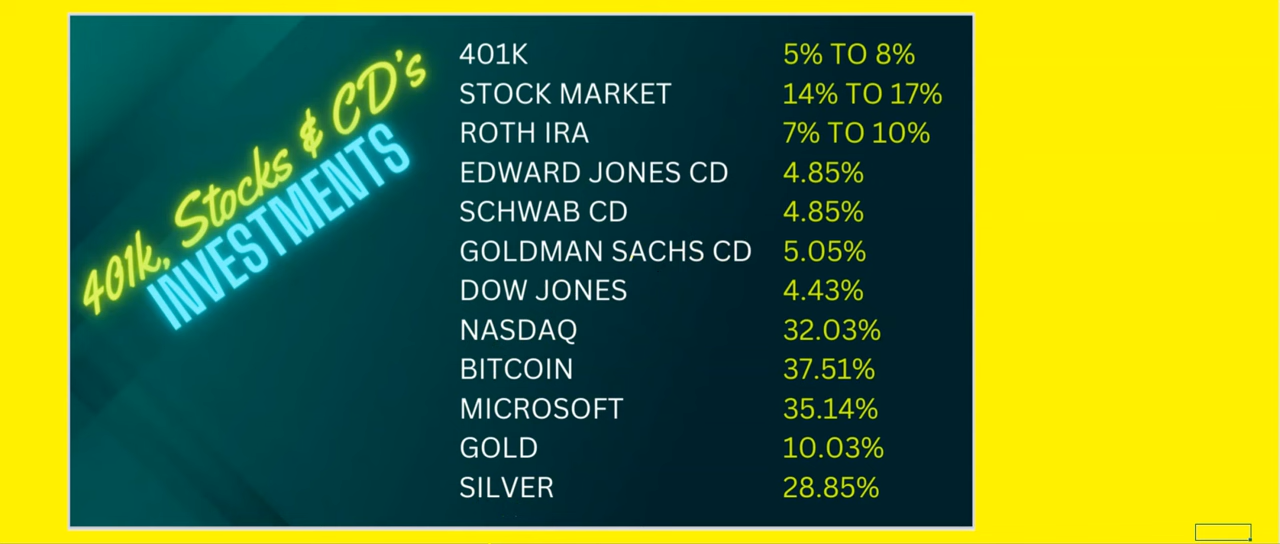 401k, Stocks & CD's
INVESTMENTS
401K 5% TO 8%
STOCK MARKET 14% TO 17%
ROTH IRA 7% TO 10%
EDWARD JONES CD 4.85%
SCHWAB CD 4.85%
GOLDMAN SACHS CD 5.05%
DOW JONES 4.43%
NASDAQ 32.03%
BITCOIN 37.51%
MICROSOFT 35.14%
GOLD 10.03%
SILVER 28.85%